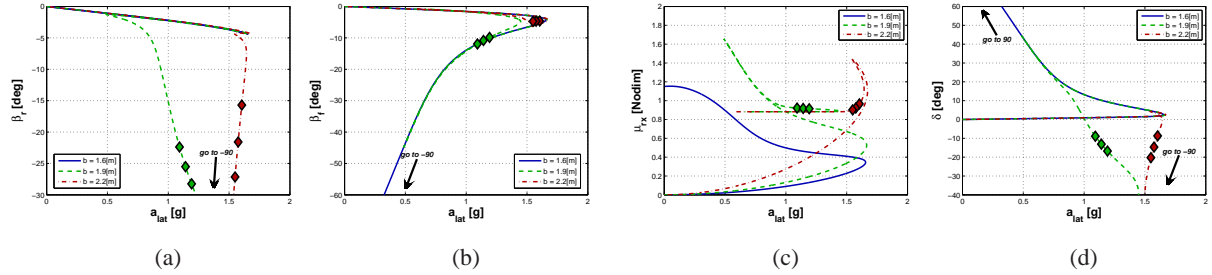 0
−5
−10
−15
−20
−25
−30
0
0.5
1
1.5
2
β_r [deg]
a_lat [g]
go to −90
b = 1.6[m]
b = 1.9[m]
b = 2.2[m]
(a)
0
−10
−20
−30
−40
−50
−60
0
0.5
1
1.5
2
β_r [deg]
a_lat [g]
go to −90
b = 1.6[m]
b = 1.9[m]
b = 2.2[m]
(b)
2
1.8
1.6
1.4
1.2
1
0.8
0.6
0.4
0.2
0
0
0.5
1
1.5
2
μ_rx [Nodim]
a_lat [g]
b = 1.6[m]
b = 1.9[m]
b = 2.2[m]
(c)
60
50
40
30
20
10
0
−10
−20
−30
−40
0
0.5
1
1.5
2
δ [deg]
a_lat [g]
go to 90
go to −90
b = 1.6[m]
b = 1.9[m]
b = 2.2[m]
(d)